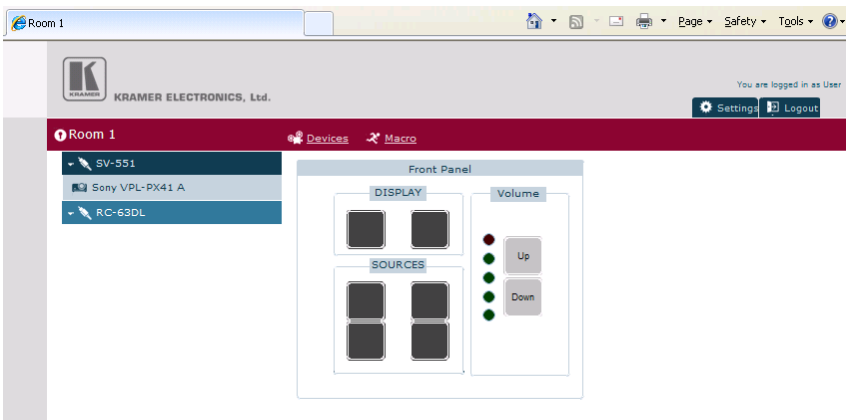 Room 1
Page Safety Tools
K
KRAMER
KRAMER ELECTRONICS, Ltd.
You are logged in as User
Settings Logout
Room 1 Devices Macro
SV-551
Sony VPL-PX41 A
RC-63DL
Front Panel
DISPLAY
Volume
SOURCES
Up
Down